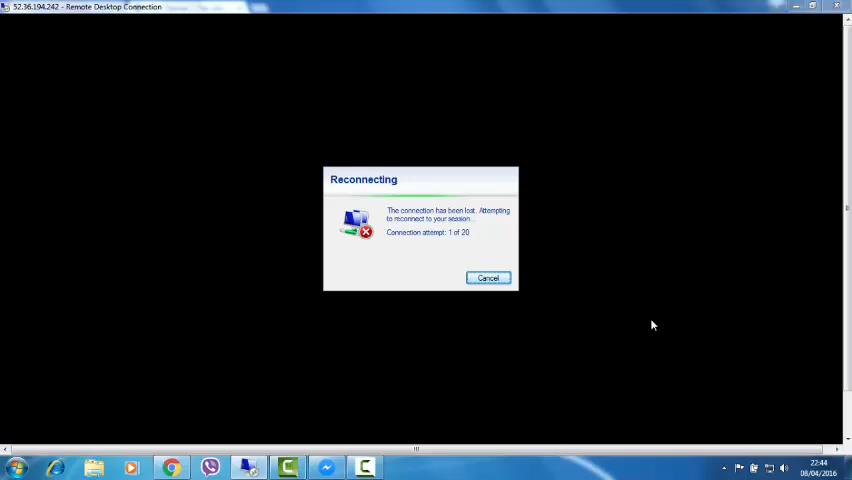 52.36.194.242 - Remote Desktop Connection
Reconnecting
The connection has been lost. Attempting
to reconnect to your session...
Connection attempt: 1 of 20
Cancel
22:44
08/04/2016